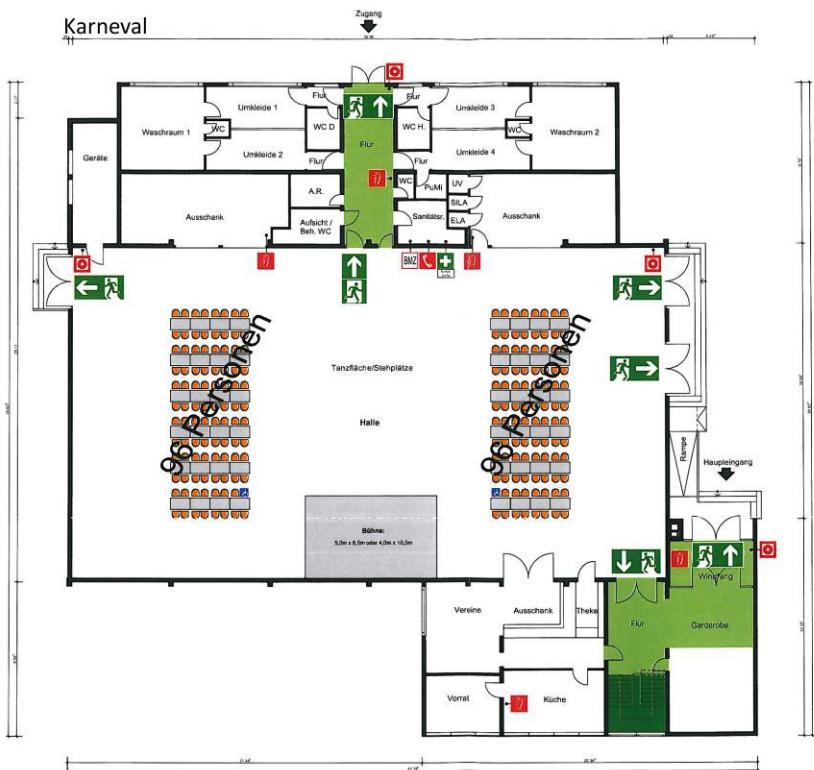 Karneval
Zugang
Flur
Flur
Umkleide 1
Umkleide 3
Waschraum 1
WC
WC D
WC H.
WC
Waschraum 2
Geräte
Flur
Umkleide 2
Flur
Flur
Umkleide 4
WC
PuMi
UV
A.R.
SILA
Ausschank
Sanitätsr.
Ausschank
Aufsicht /
Beh. WC
ELA
BMZ
96 Personen
96 Personen
Tanzfläche/Stehplätze
Halle
Rampe
Haupteingang
Bühne:
5,0m x 8,0m oder 4,0m x 10,0m
Windfang
Vereine
Ausschank
Theke
Flur
Garderobe
Vorrat
Küche